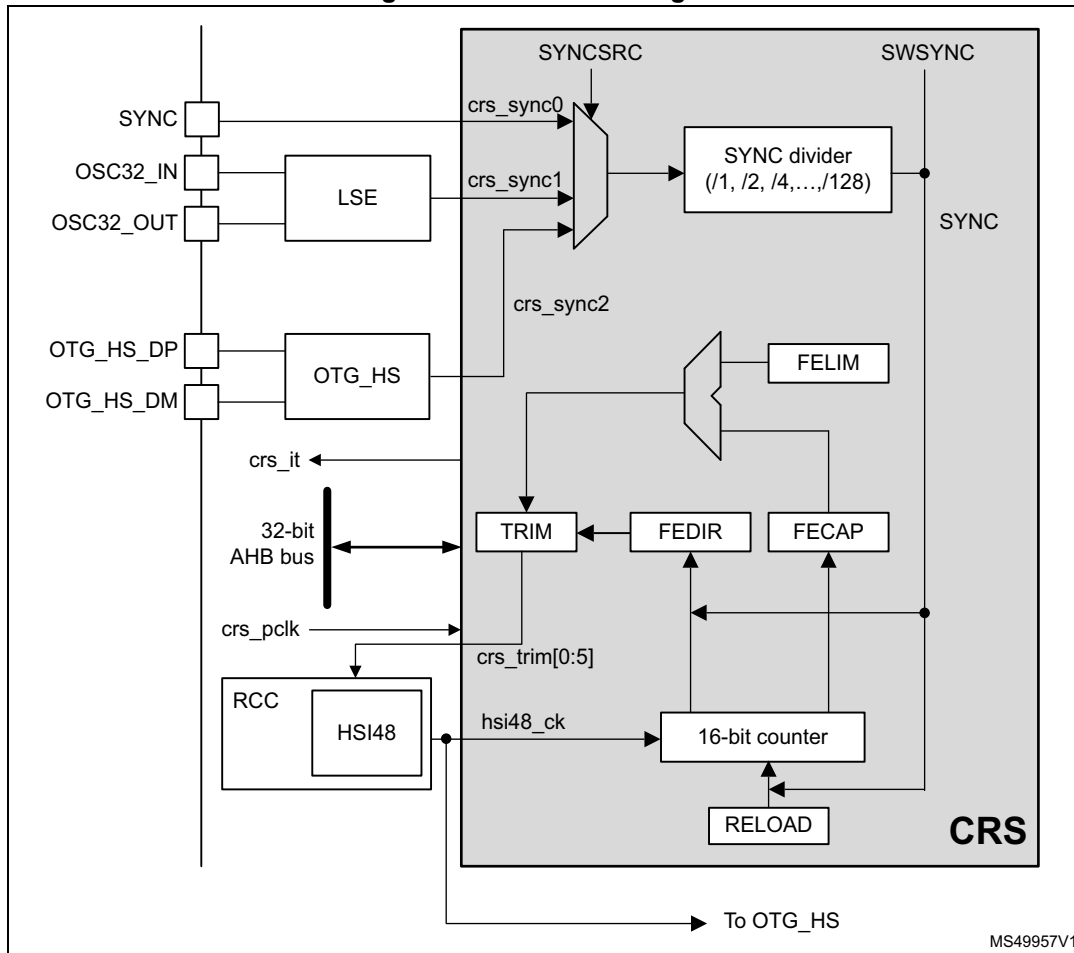 SYNCSRC
SWSYNC
crs_sync0
SYNC
OSC32_IN
SYNC divider
(/1, /2, /4,…,/128)
LSE
crs_sync1
OSC32_OUT
SYNC
crs_sync2
OTG_HS_DP
FELIM
OTG_HS
OTG_HS_DM
crs_it
32-bit
AHB bus
TRIM
FEDIR
FECAP
crs_pclk
crs_trim[0:5]
RCC
HSI48
hsi48_ck
16-bit counter
RELOAD
CRS
To OTG_HS
MS49957V1